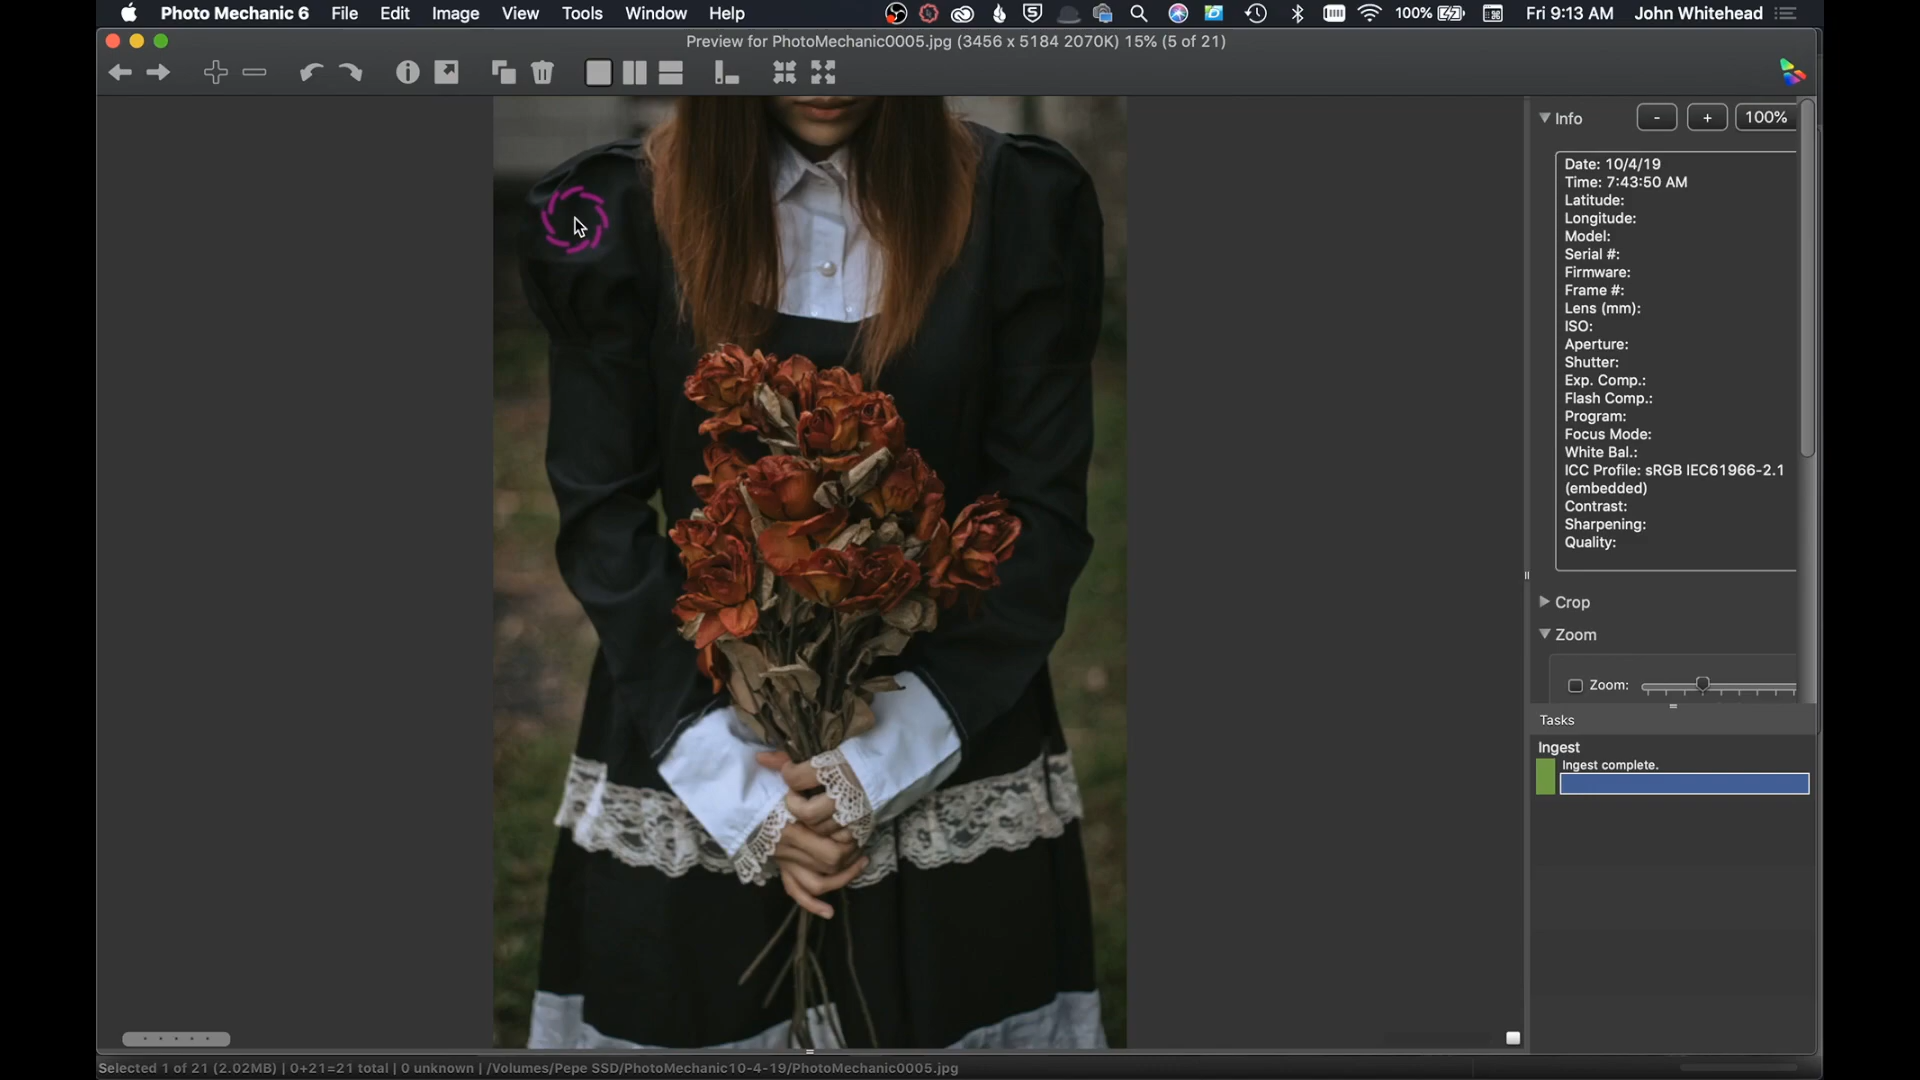 Photo Mechanic 6 File Edit Image View Tools Window Help 100% Fri 9:13 AM John Whitehead
Preview for PhotoMechanic0005.jpg (3456 x 5184 2070K) 15% (5 of 21)
Info - + 100%
Date: 10/4/19
Time: 7:43:50 AM
Latitude:
Longitude:
Model:
Serial #:
Firmware:
Frame #:
Lens (mm):
ISO:
Aperture:
Shutter:
Exp. Comp.:
Flash Comp.:
Program:
Focus Mode:
White Bal.:
ICC Profile: sRGB IEC61966-2.1
(embedded)
Contrast:
Sharpening:
Quality:
Crop
Zoom
Zoom:
Tasks
Ingest
Ingest complete.
Selected 1 of 21 (2.02MB) | 0+21=21 total | 0 unknown | /Volumes/Pepe SSD/PhotoMechanic10-4-19/PhotoMechanic0005.jpg